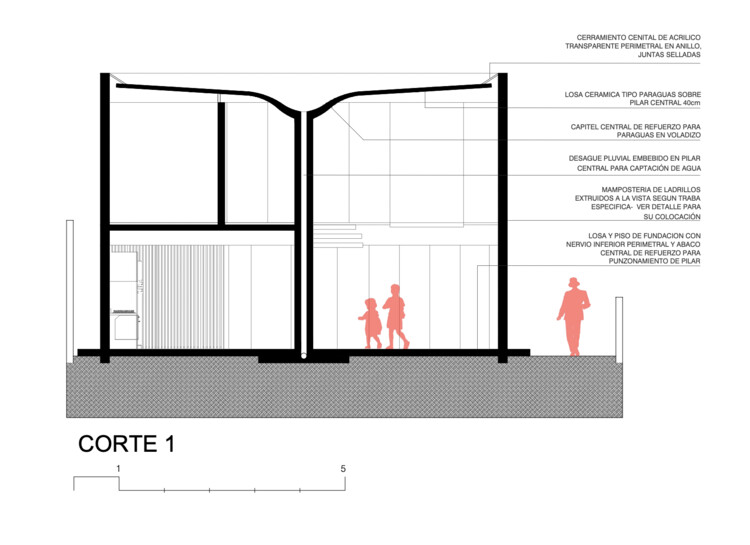 CERRAMIENTO CENITAL DE ACRILICO
TRANSPARENTE PERIMETRAL EN ANILLO,
JUNTAS SELLADAS
LOSA CERAMICA TIPO PARAGUAS SOBRE
PILAR CENTRAL 40cm
CAPITEL CENTRAL DE REFUERZO PARA
PARAGUAS EN VOLADIZO
DESAGUE PLUVIAL EMBEBIDO EN PILAR
CENTRAL PARA CAPTACIÓN DE AGUA
MAMPOSTERIA DE LADRILLOS
EXTRUIDOS A LA VISTA SEGUN TRABA
ESPECIFICA- VER DETALLE PARA
SU COLOCACIÓN
LOSA Y PISO DE FUNDACION CON
NERVIO INFERIOR PERIMETRAL Y ABACO
CENTRAL DE REFUERZO PARA
PUNZONAMIENTO DE PILAR
CORTE 1
1 5